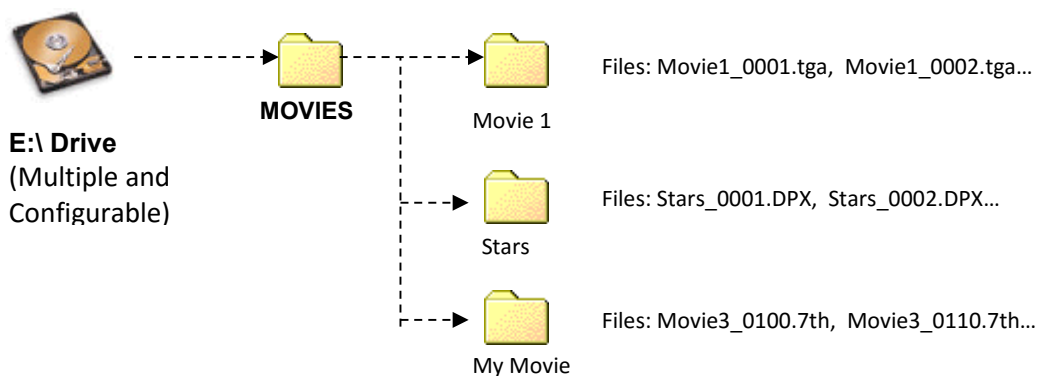 E:\ Drive
(Multiple and
Configurable)
MOVIES
Movie 1
Files: Movie1_0001.tga, Movie1_0002.tga…
Stars
Files: Stars_0001.DPX, Stars_0002.DPX…
My Movie
Files: Movie3_0100.7th, Movie3_0110.7th…